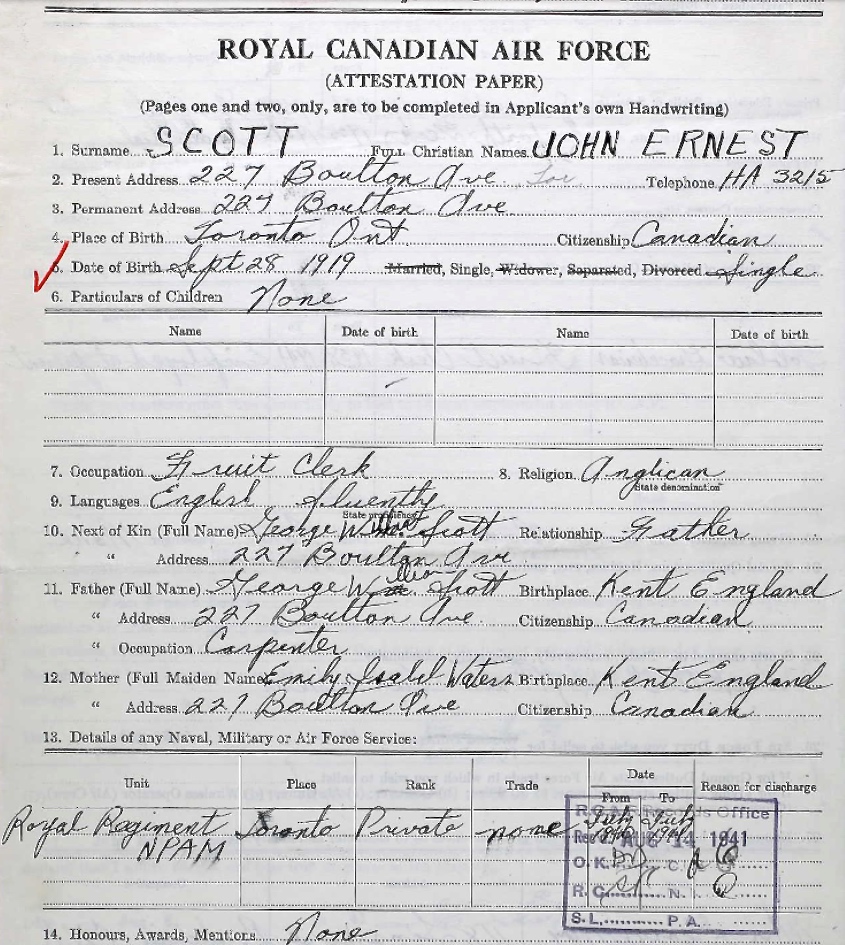 ROYAL CANADIAN AIR FORCE
(ATTESTATION PAPER)
(Pages one and two, only, are to be completed in Applicant's own Handwriting)
1. Surname SCOTT Full Christian Names JOHN ERNEST
2. Present Address 227 Boulton Ave Tor Telephone HA 3215
3. Permanent Address 227 Boulton Ave
4. Place of Birth Toronto Ont Citizenship Canadian
5. Date of Birth Sept 28 1919 Married, Single, Widower, Separated, Divorced Single
6. Particulars of Children None
Name Date of birth Name Date of birth
7. Occupation Fruit Clerk 8. Religion Anglican
State denomination
9. Languages English fluently
10. Next of Kin (Full Name) George Scott Relationship Father
" Address 227 Boulton Ave
11. Father (Full Name) George Scott Birthplace Kent England
" Address 227 Boulton Ave Citizenship Canadian
" Occupation Carpenter
12. Mother (Full Maiden Name) Emily Isabel Waters Birthplace Kent England
" Address 227 Boulton Ave Citizenship Canadian
13. Details of any Naval, Military or Air Force Service:
Unit Place Rank Trade Date Reason for discharge
From To
Royal Regiment Toronto Private none July July
NPAM 1940 1941
R.C.A.F. Records Office
AUG 14 1941
O.K.
R.C. N.
S.L. P.A.
14. Honours, Awards, Mentions None